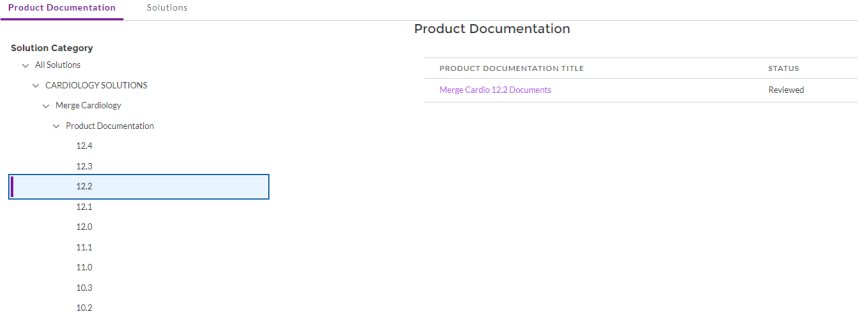 Product Documentation Solutions
Product Documentation
Solution Category
All Solutions
CARDIOLOGY SOLUTIONS
Merge Cardiology
Product Documentation
12.4
12.3
12.2
12.1
12.0
11.1
11.0
10.3
10.2
PRODUCT DOCUMENTATION TITLE STATUS
Merge Cardio 12.2 Documents Reviewed